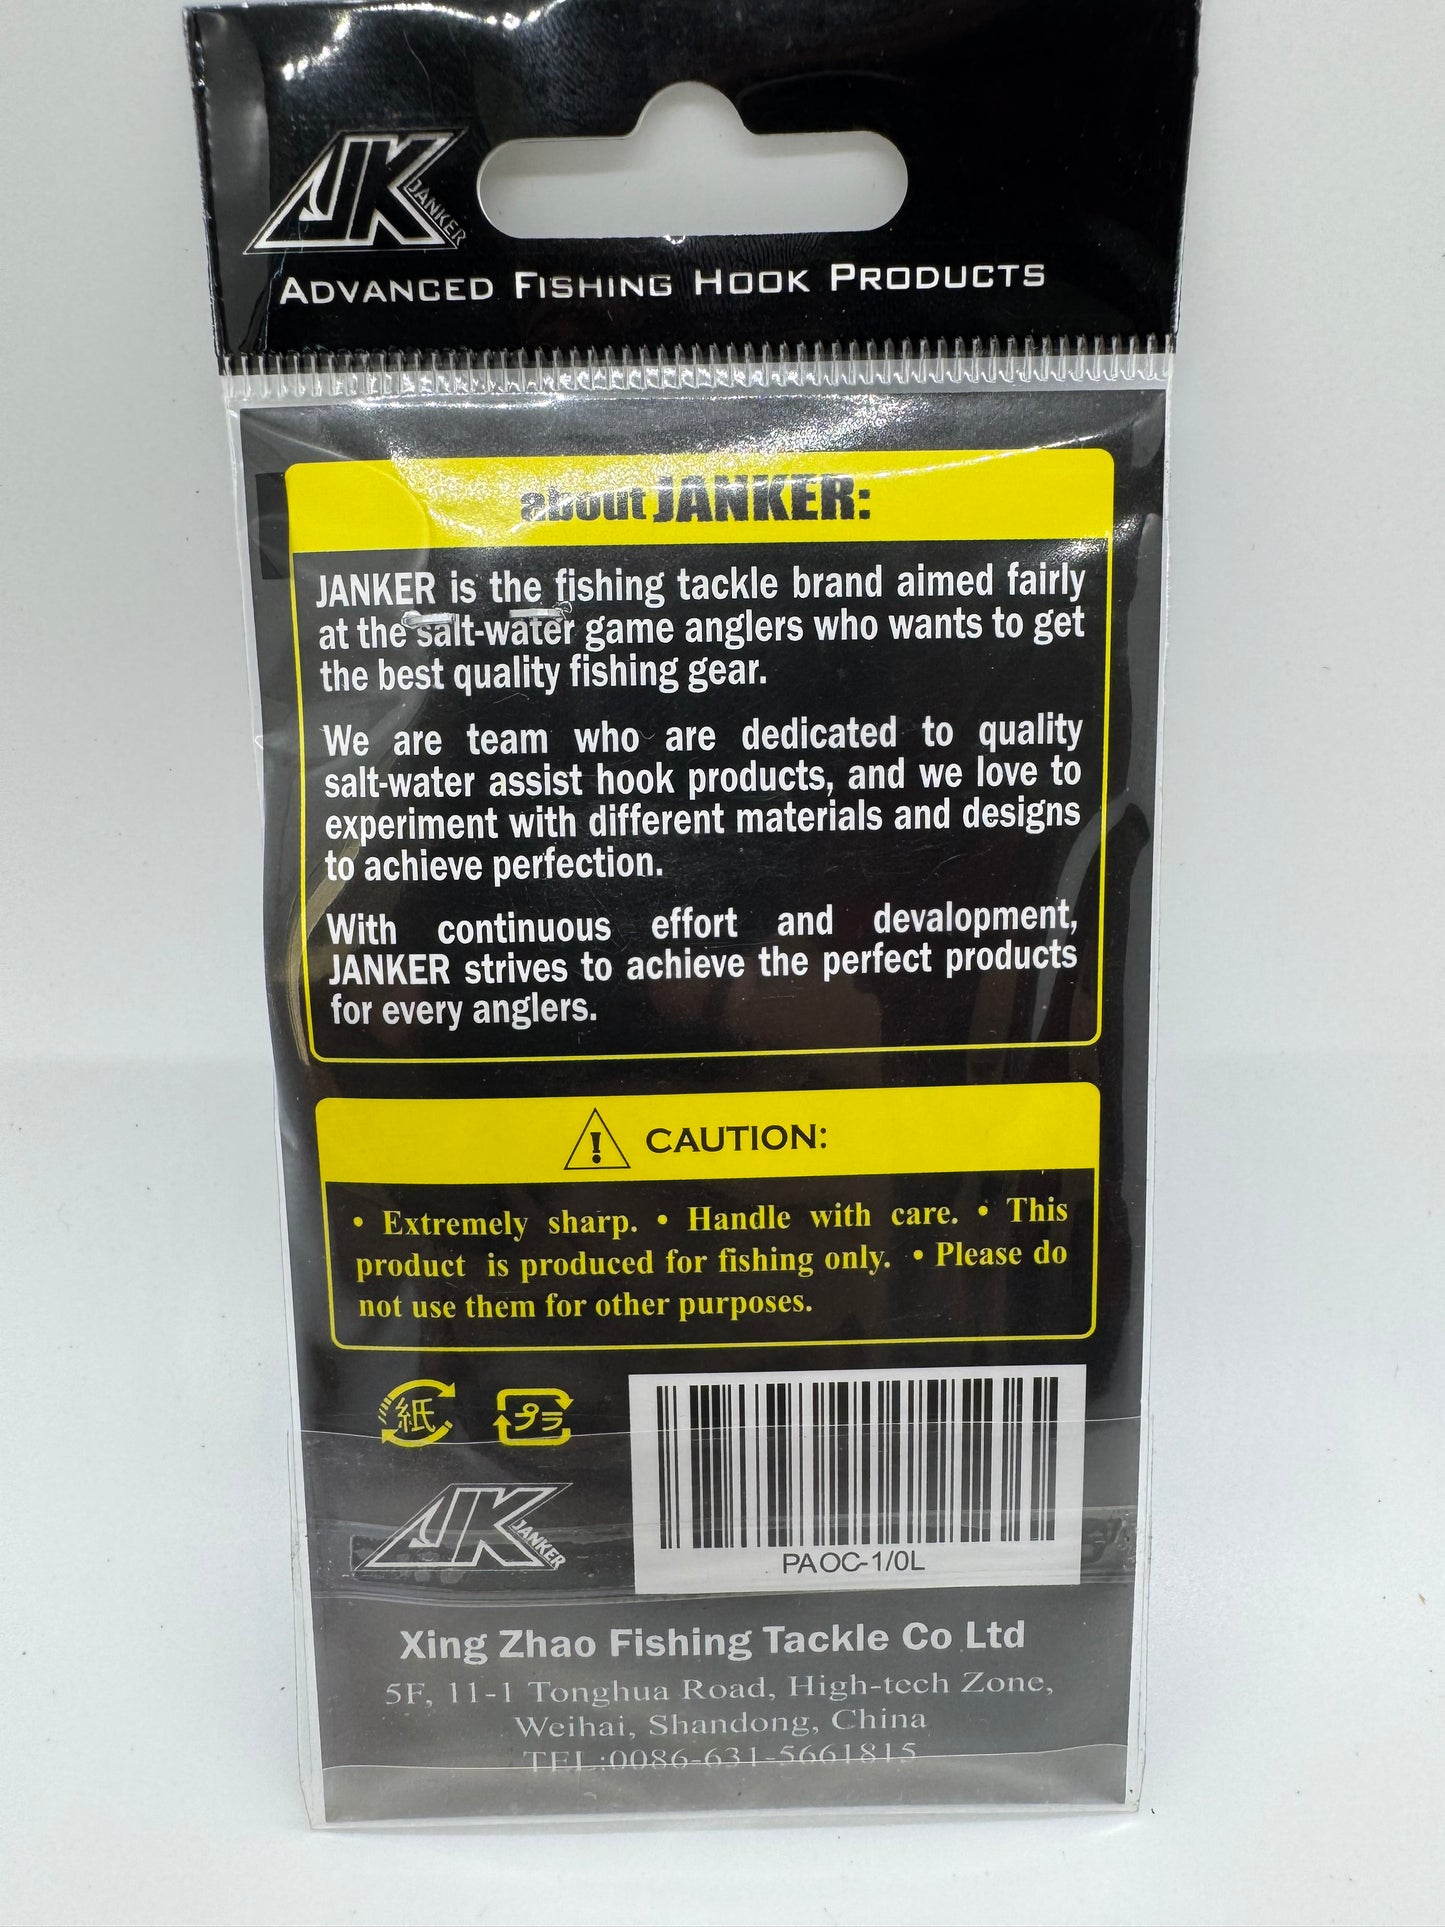 JK JANKER
ADVANCED FISHING HOOK PRODUCTS
about JANKER:
JANKER is the fishing tackle brand aimed fairly
at the salt-water game anglers who wants to get
the best quality fishing gear.
We are team who are dedicated to quality
salt-water assist hook products, and we love to
experiment with different materials and designs
to achieve perfection.
With continuous effort and devalopment,
JANKER strives to achieve the perfect products
for every anglers.
! CAUTION:
• Extremely sharp. • Handle with care. • This
product is produced for fishing only. • Please do
not use them for other purposes.
紙 プラ
JK JANKER
PAOC-1/0L
Xing Zhao Fishing Tackle Co Ltd
5F, 11-1 Tonghua Road, High-tech Zone,
Weihai, Shandong, China
TEL:0086-631-5661815